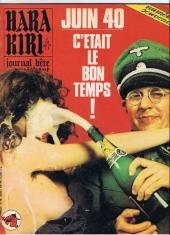 HARA
KIRI
journal bête
JUIN 40
C'ÉTAIT
LE
BON
TEMPS
!